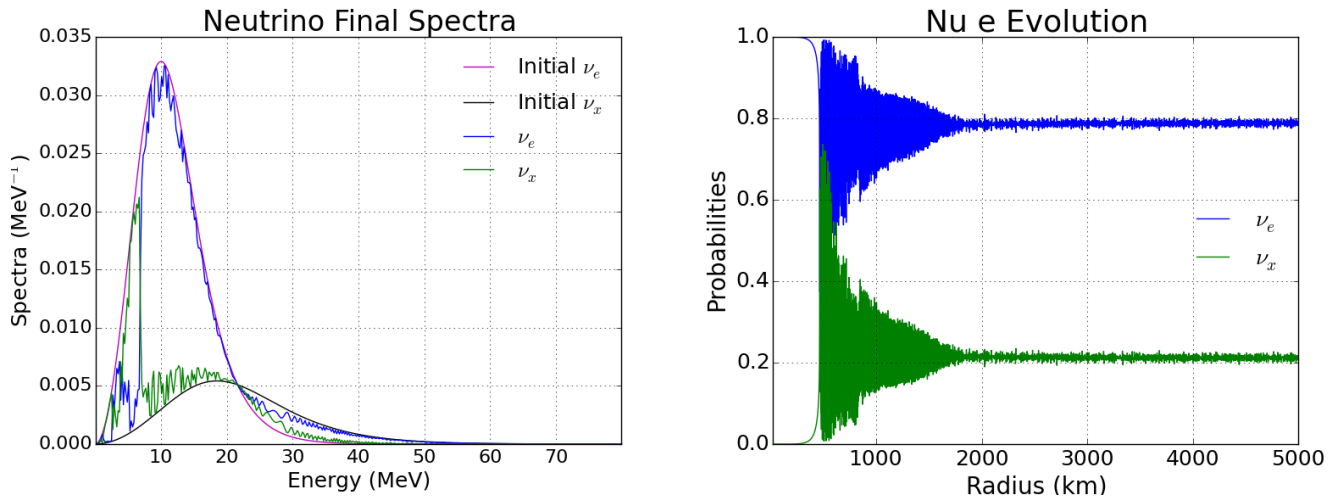 Neutrino Final Spectra
0.035
0.030
0.025
0.020
0.015
0.010
0.005
0.000
Spectra (MeV⁻¹)
Initial νₑ
Initial νₓ
νₑ
νₓ
10 20 30 40 50 60 70
Energy (MeV)
Nu e Evolution
1.0
0.8
0.6
0.4
0.2
0.0
Probabilities
νₑ
νₓ
1000 2000 3000 4000 5000
Radius (km)